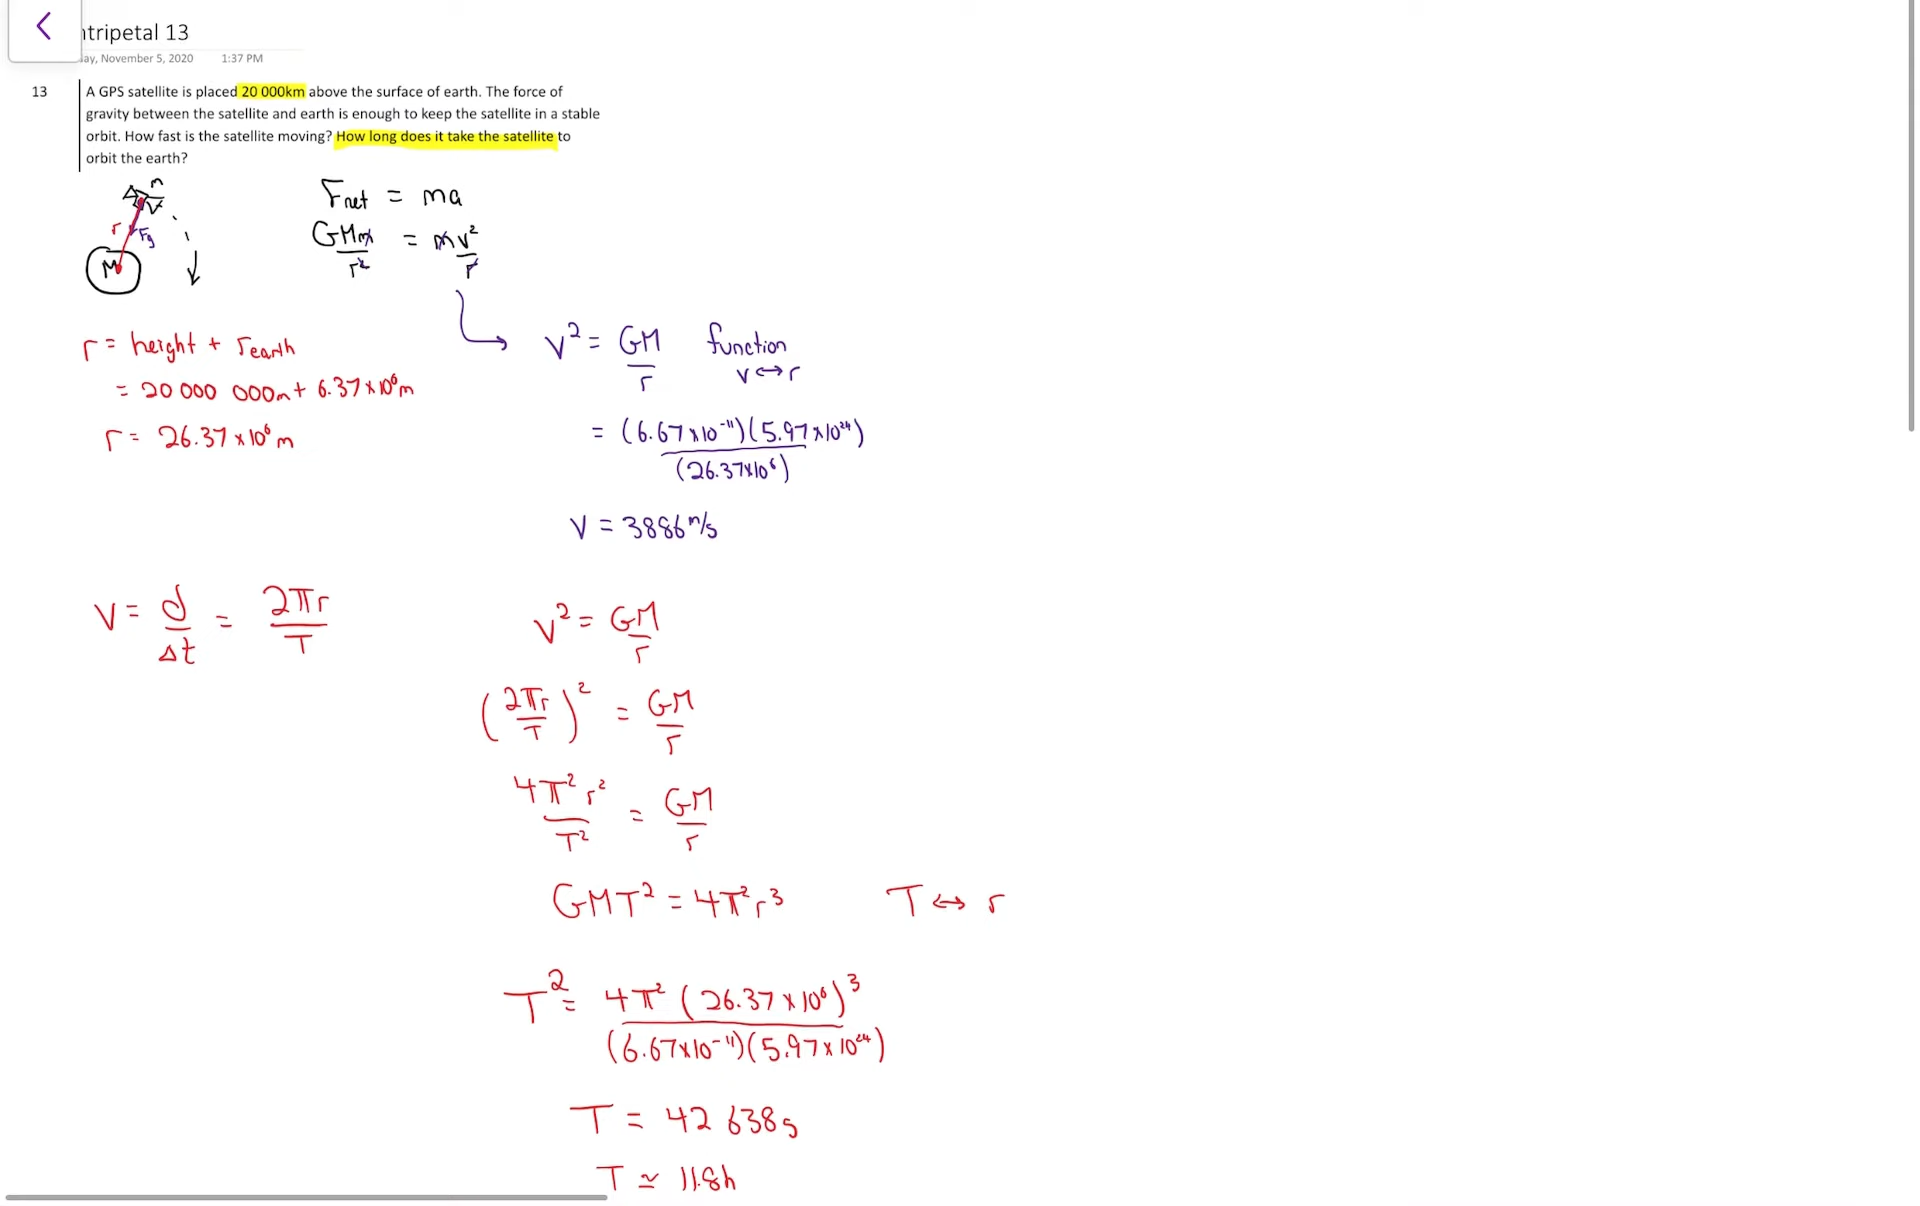 ntripetal 13
ay, November 5, 2020 1:37 PM
13 A GPS satellite is placed 20 000km above the surface of earth. The force of
gravity between the satellite and earth is enough to keep the satellite in a stable
orbit. How fast is the satellite moving? How long does it take the satellite to
orbit the earth?
m
r Fg
M
Fnet = ma
GMm/r² = mv²/r
r = height + rearth
= 20 000 000m + 6.37 x 10⁶m
r = 26.37 x 10⁶ m
v² = GM/r function
v ↔ r
= (6.67 x 10⁻¹¹)(5.97 x 10²⁴)/(26.37 x 10⁶)
V = 3886 m/s
V = d/Δt = 2πr/T
v² = GM/r
(2πr/T)² = GM/r
4π²r²/T² = GM/r
GMT² = 4π²r³ T ↔ r
T² = 4π² (26.37 x 10⁶)³/(6.67 x 10⁻¹¹)(5.97 x 10²⁴)
T = 42 638s
T ≃ 11.8h